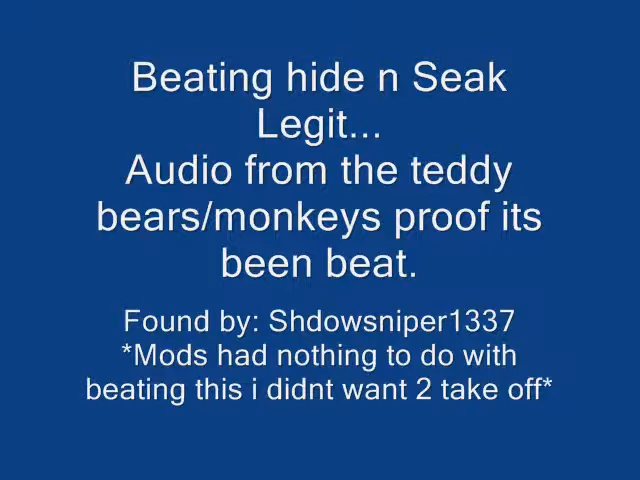 Beating hide n Seak
Legit...
Audio from the teddy
bears/monkeys proof its
been beat.
Found by: Shdowsniper1337
*Mods had nothing to do with
beating this i didnt want 2 take off*